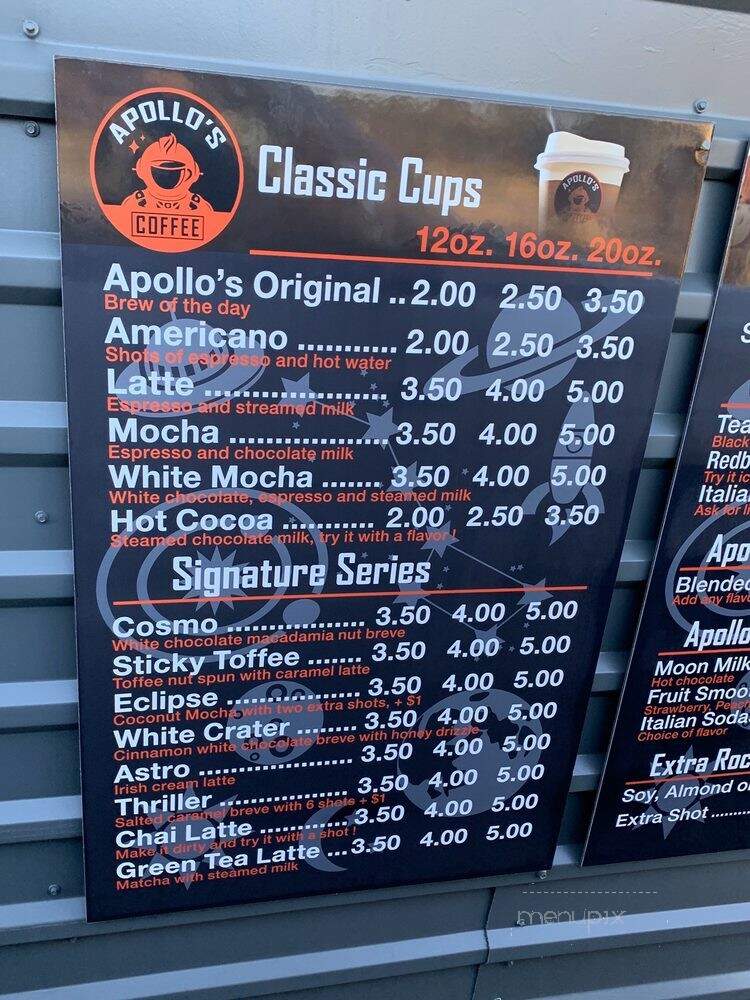 APOLLO'S
COFFEE
Classic Cups
APOLLO'S
12oz. 16oz. 20oz.
Apollo's Original ..2.00 2.50 3.50
Brew of the day
Americano ........... 2.00 2.50 3.50
Shots of espresso and hot water
Latte .................... 3.50 4.00 5.00
Espresso and streamed milk
Mocha ..................3.50 4.00 5.00
Espresso and chocolate milk
White Mocha ....... 3.50 4.00 5.00
White chocolate, espresso and steamed milk
Hot Cocoa ............ 2.00 2.50 3.50
Steamed chocolate milk, try it with a flavor !
Signature Series
Cosmo .................. 3.50 4.00 5.00
White chocolate macadamia nut breve
Sticky Toffee ....... 3.50 4.00 5.00
Toffee nut spun with caramel latte
Eclipse ................. 3.50 4.00 5.00
Coconut Mocha with two extra shots, + $1
White Crater ........ 3.50 4.00 5.00
Cinnamon white chocolate breve with honey drizzle
Astro .................... 3.50 4.00 5.00
Irish cream latte
Thriller ................. 3.50 4.00 5.00
Salted caramel breve with 6 shots + $1
Chai Latte ............3.50 4.00 5.00
Make it dirty and try it with a shot !
Green Tea Latte ...3.50 4.00 5.00
Matcha with steamed milk
Tea
Black
Redb
Try it ic
Italia
Ask for
Apo
Blended
Add any flav
Apollo
Moon Milk
Hot chocolate
Fruit Smoo
Strawberry, Peac
Italian Soda
Choice of flavor
Extra Roc
Soy, Almond o
Extra Shot ..........
menupix